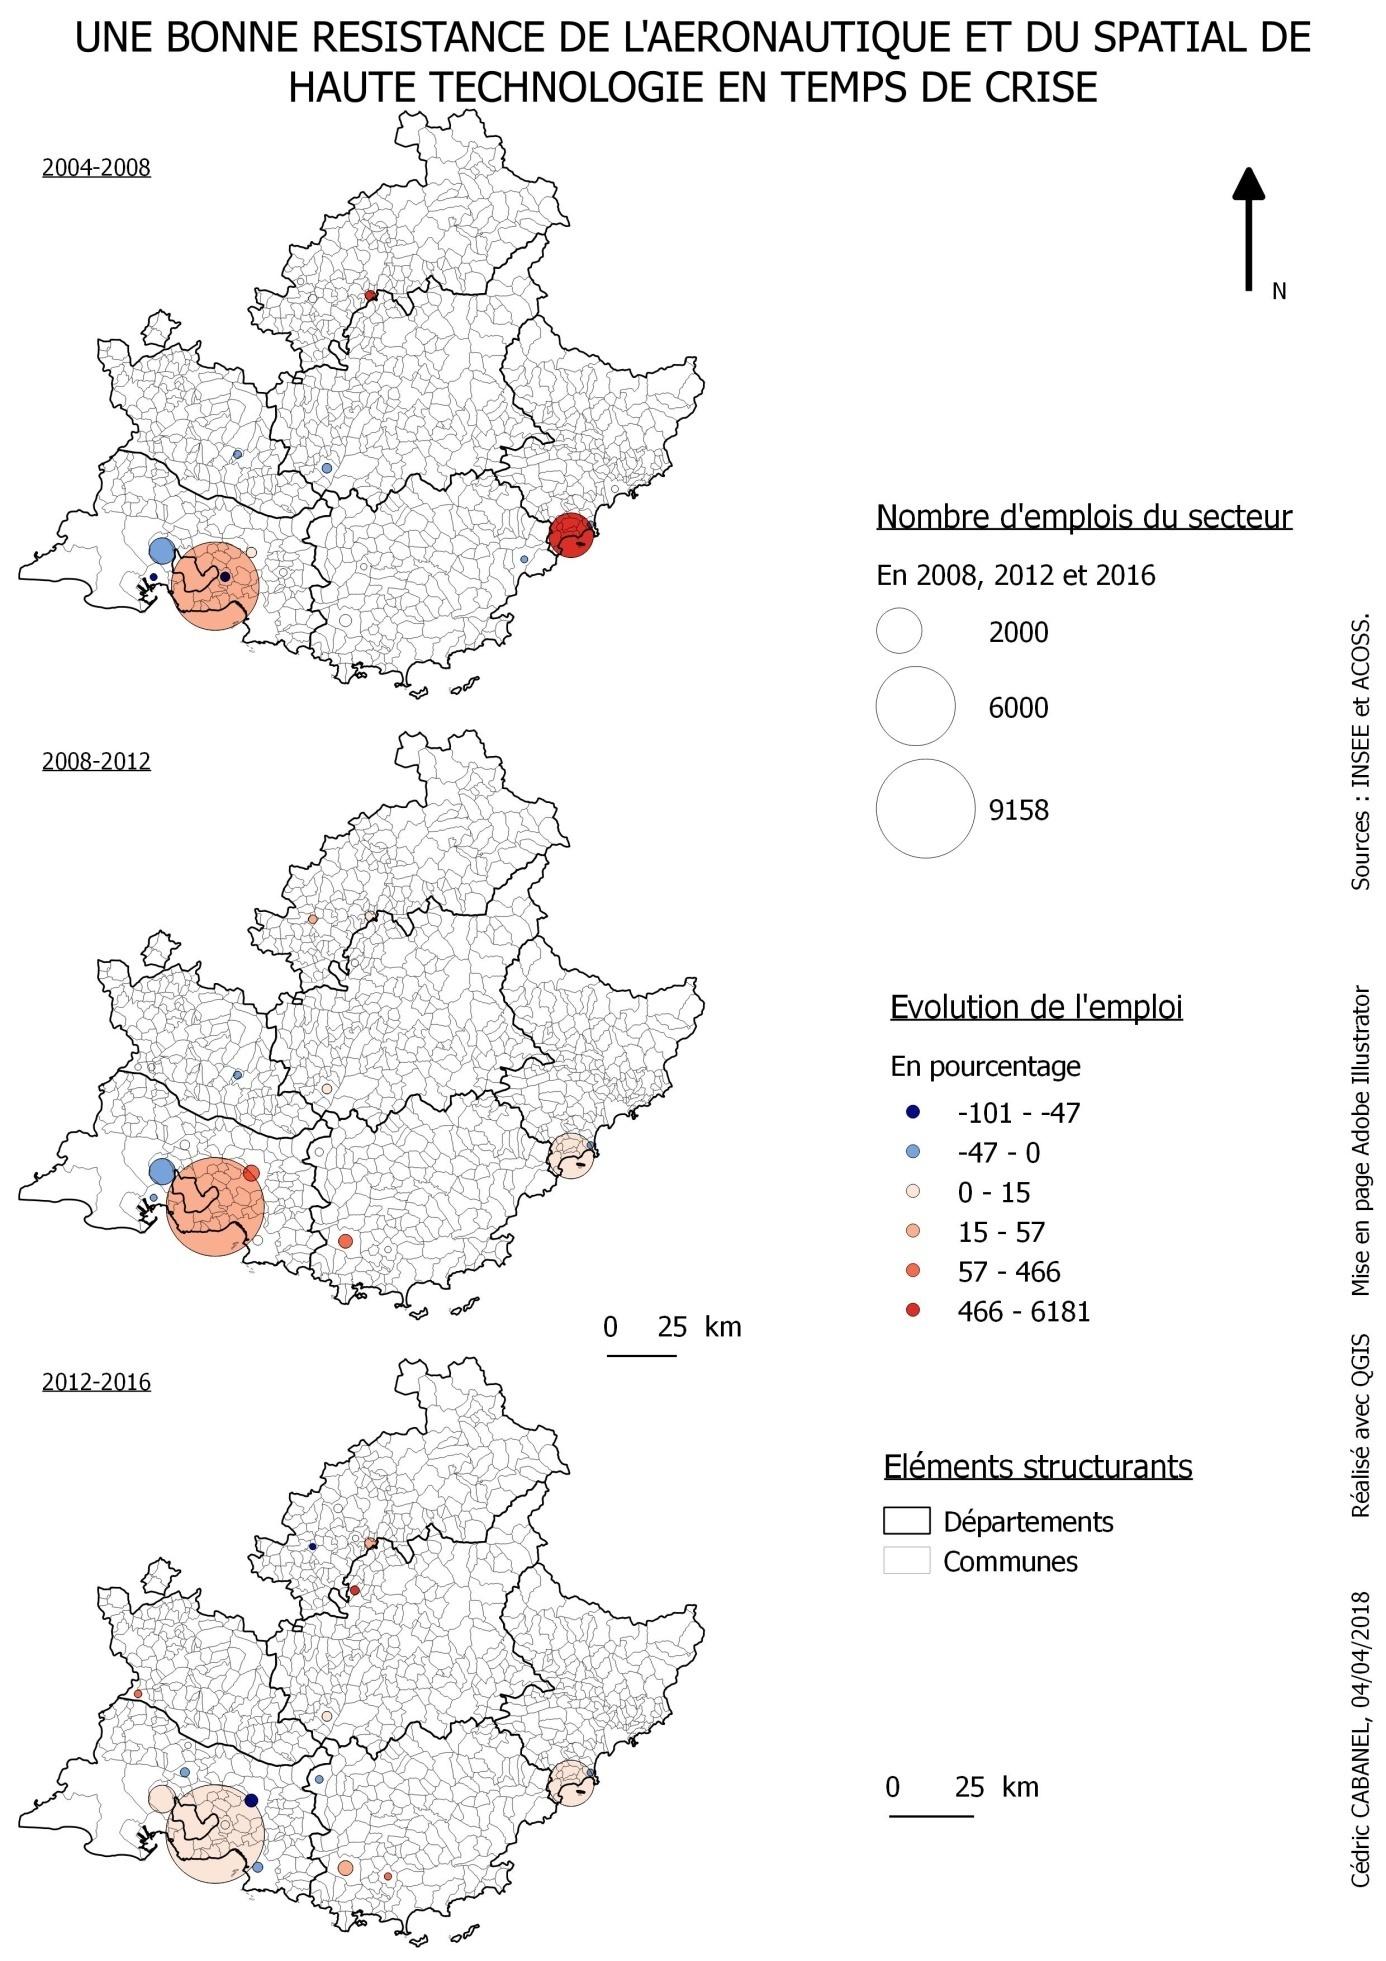 UNE BONNE RESISTANCE DE L'AERONAUTIQUE ET DU SPATIAL DE
HAUTE TECHNOLOGIE EN TEMPS DE CRISE
2004-2008
N
Nombre d'emplois du secteur
En 2008, 2012 et 2016
2000
6000
9158
2008-2012
Evolution de l'emploi
En pourcentage
-101 - -47
-47 - 0
0 - 15
15 - 57
57 - 466
466 - 6181
0 25 km
2012-2016
Eléments structurants
Départements
Communes
0 25 km
Cédric CABANEL, 04/04/2018 Réalisé avec QGIS Mise en page Adobe Illustrator Sources : INSEE et ACOSS.